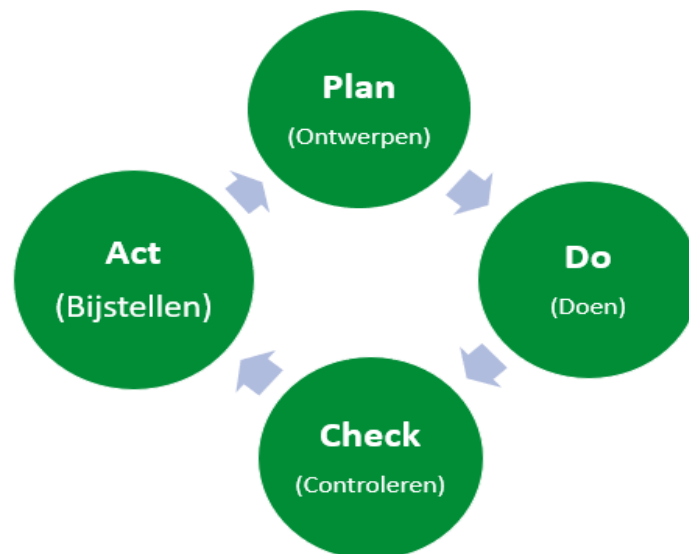 Plan
(Ontwerpen)
Do
(Doen)
Check
(Controleren)
Act
(Bijstellen)